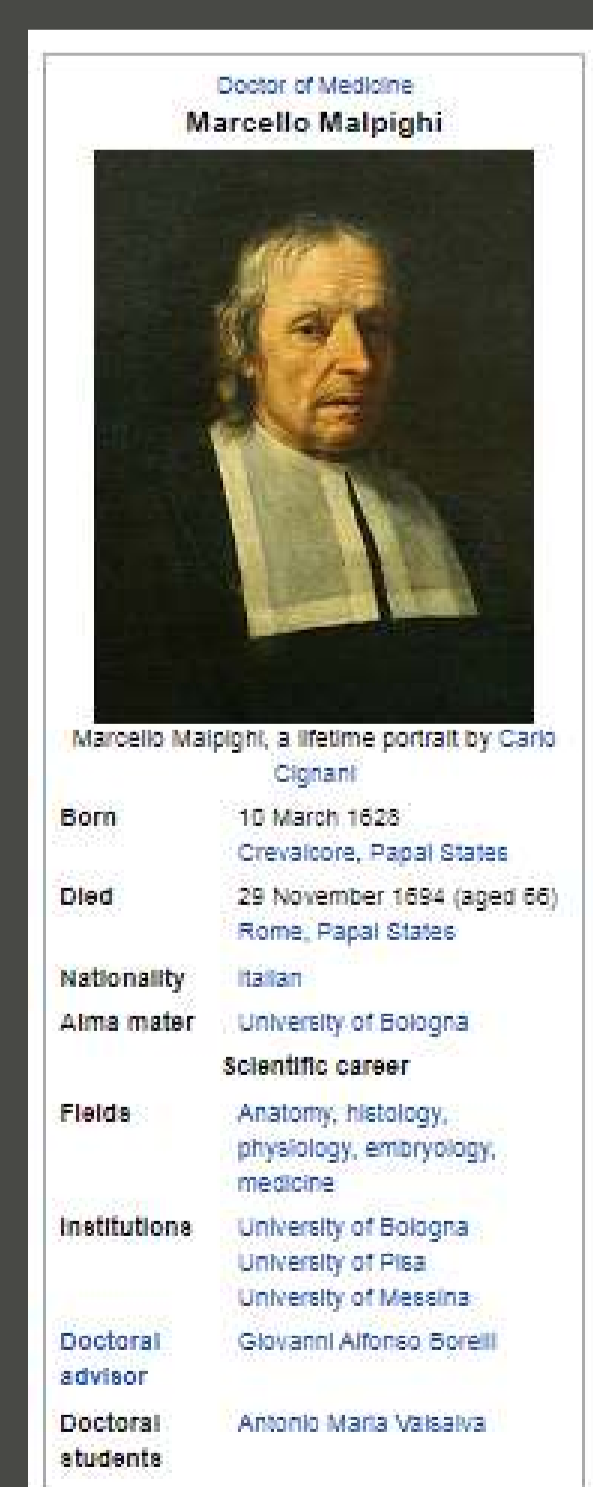 Doctor of Medicine
Marcello Malpighi
Marcello Malpighi, a lifetime portrait by Carlo
Cignani
Born 10 March 1628
Crevalcore, Papal States
Died 29 November 1694 (aged 66)
Rome, Papal States
Nationality Italian
Alma mater University of Bologna
Scientific career
Fields Anatomy, histology,
physiology, embryology,
medicine
Institutions University of Bologna
University of Pisa
University of Messina
Doctoral Giovanni Alfonso Borelli
advisor
Doctoral Antonio Maria Valsalva
students